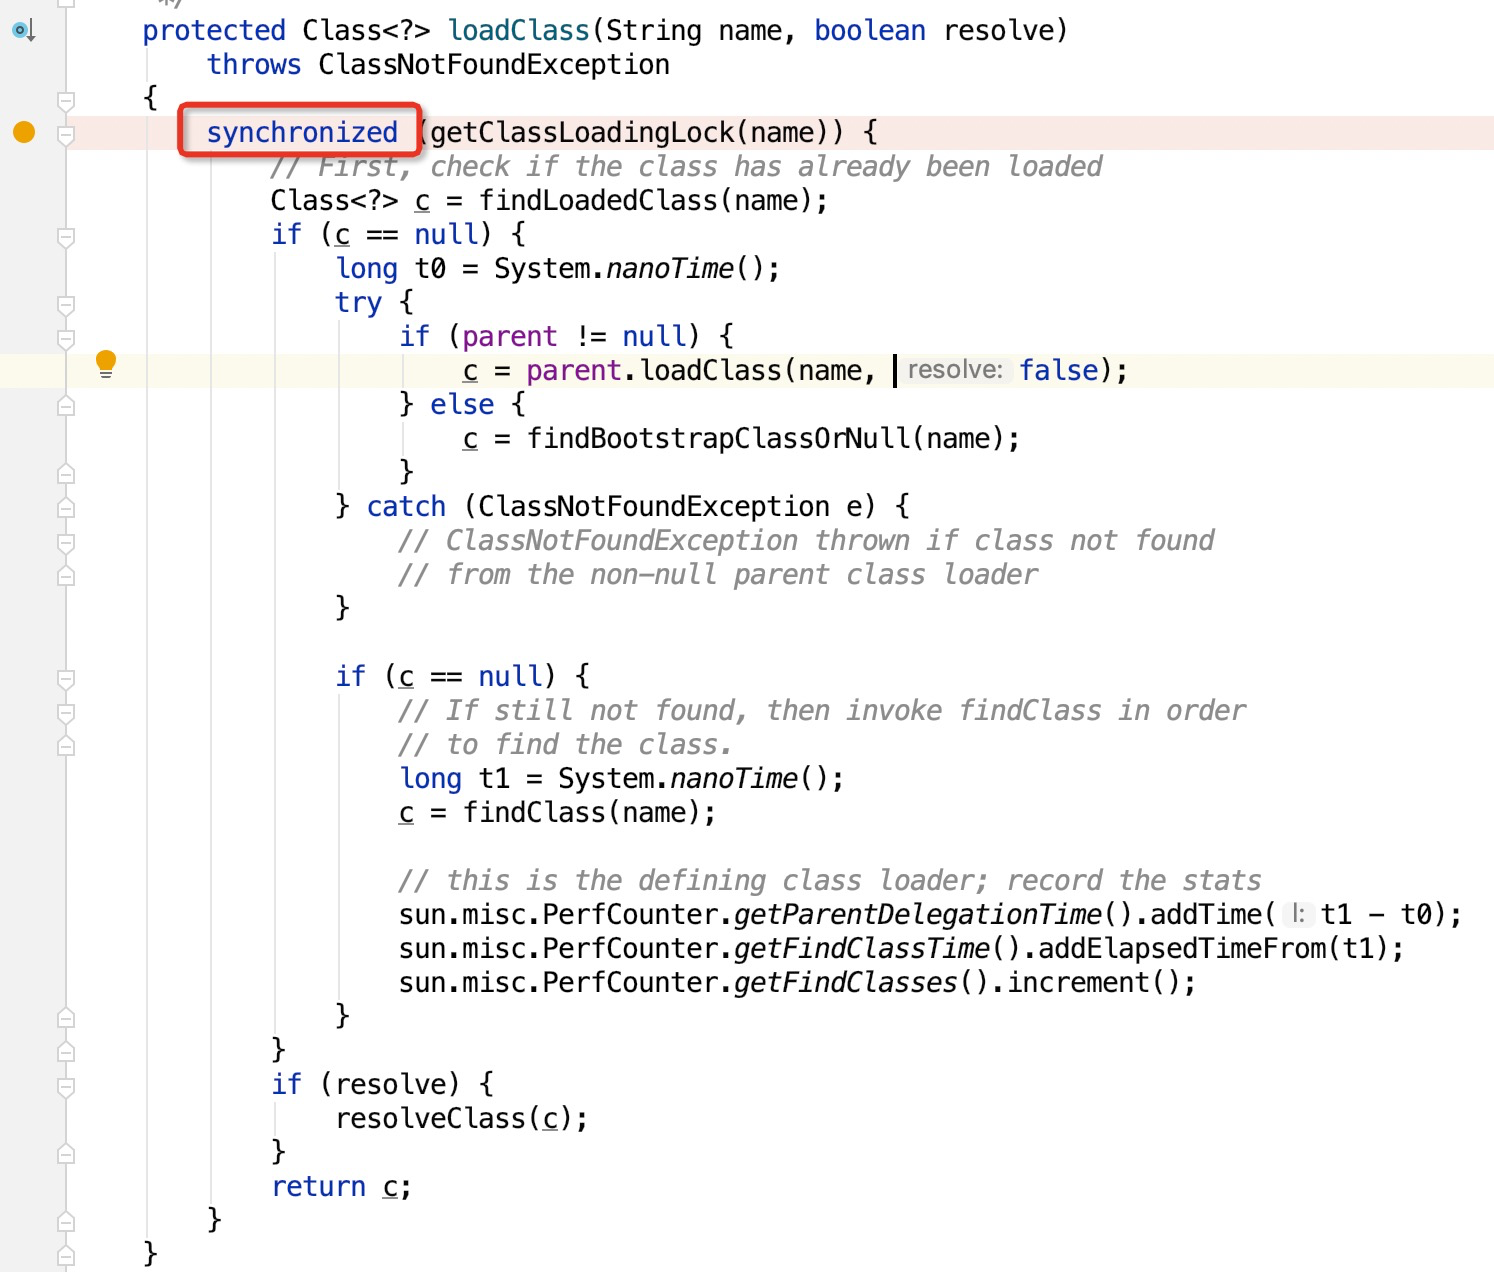 */
protected Class<?> loadClass(String name, boolean resolve)
throws ClassNotFoundException
{
synchronized (getClassLoadingLock(name)) {
// First, check if the class has already been loaded
Class<?> c = findLoadedClass(name);
if (c == null) {
long t0 = System.nanoTime();
try {
if (parent != null) {
c = parent.loadClass(name, resolve: false);
} else {
c = findBootstrapClassOrNull(name);
}
} catch (ClassNotFoundException e) {
// ClassNotFoundException thrown if class not found
// from the non-null parent class loader
}
if (c == null) {
// If still not found, then invoke findClass in order
// to find the class.
long t1 = System.nanoTime();
c = findClass(name);
// this is the defining class loader; record the stats
sun.misc.PerfCounter.getParentDelegationTime().addTime( l: t1 - t0);
sun.misc.PerfCounter.getFindClassTime().addElapsedTimeFrom(t1);
sun.misc.PerfCounter.getFindClasses().increment();
}
}
if (resolve) {
resolveClass(c);
}
return c;
}
}